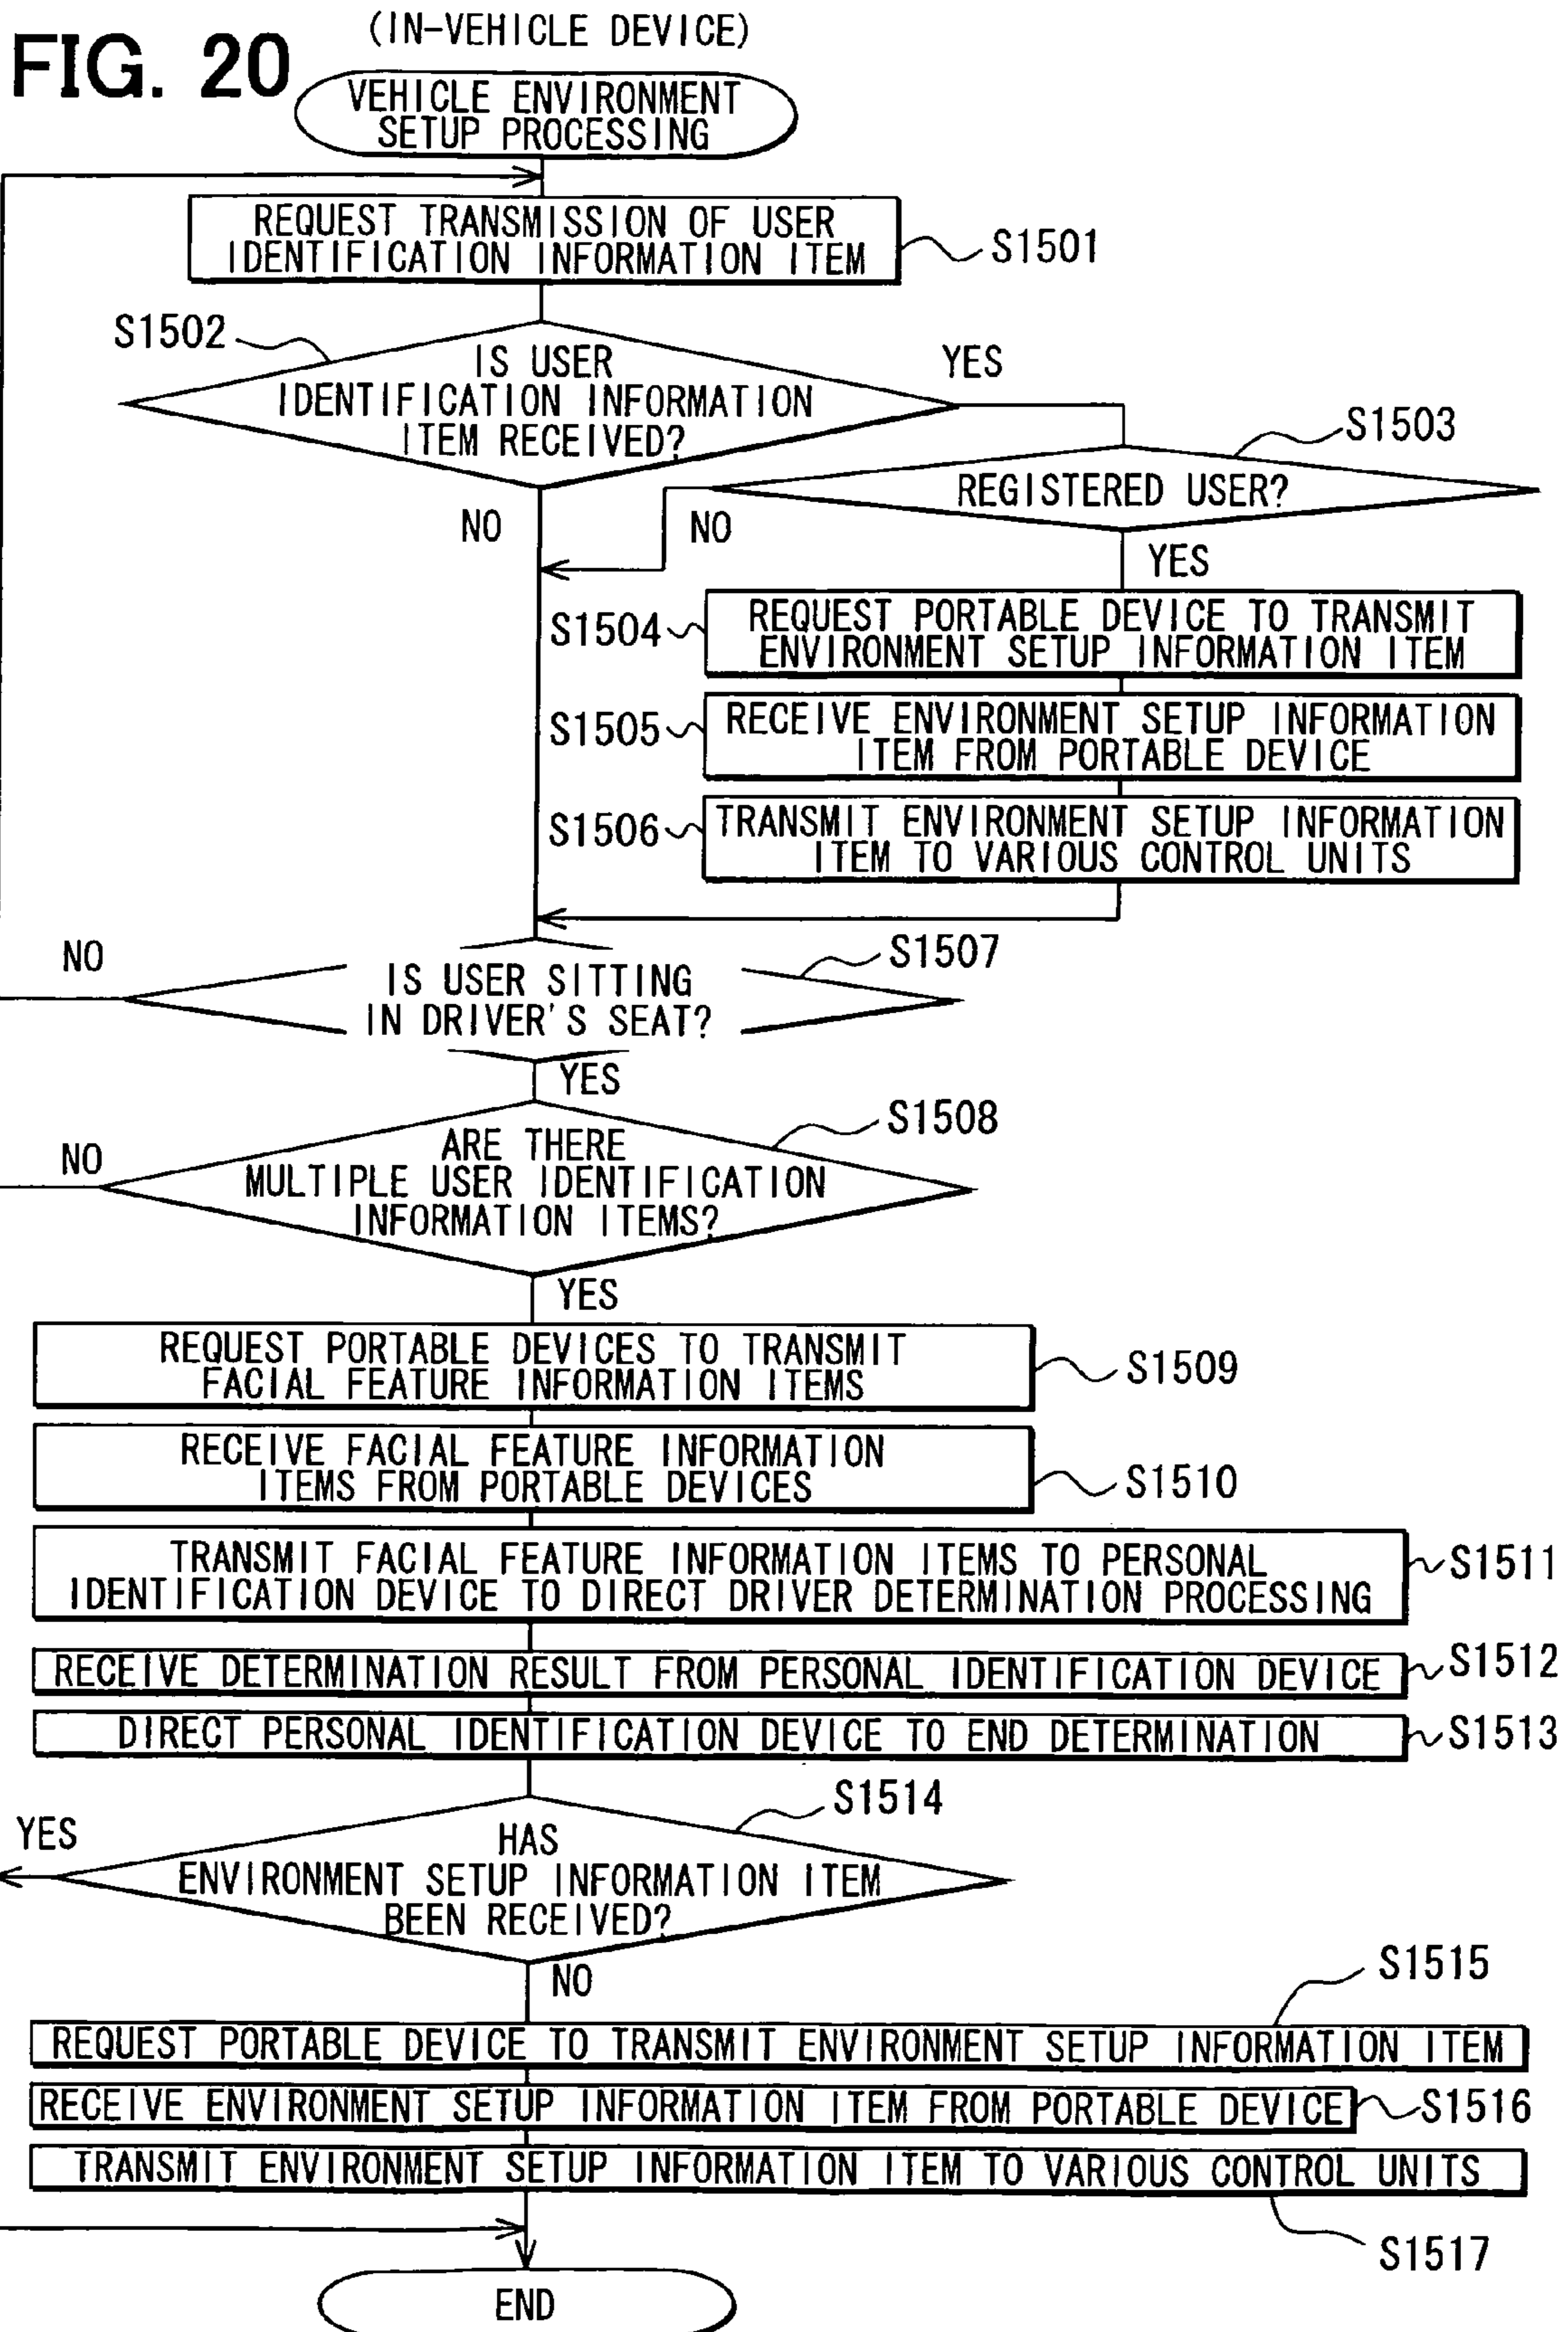 FIG. 20
(IN-VEHICLE DEVICE)
VEHICLE ENVIRONMENT
SETUP PROCESSING
REQUEST TRANSMISSION OF USER
IDENTIFICATION INFORMATION ITEM
S1501
S1502
IS USER
IDENTIFICATION INFORMATION
ITEM RECEIVED?
YES
S1503
REGISTERED USER?
NO
NO
YES
S1504
REQUEST PORTABLE DEVICE TO TRANSMIT
ENVIRONMENT SETUP INFORMATION ITEM
S1505
RECEIVE ENVIRONMENT SETUP INFORMATION
ITEM FROM PORTABLE DEVICE
S1506
TRANSMIT ENVIRONMENT SETUP INFORMATION
ITEM TO VARIOUS CONTROL UNITS
NO
S1507
IS USER SITTING
IN DRIVER'S SEAT?
YES
S1508
NO
ARE THERE
MULTIPLE USER IDENTIFICATION
INFORMATION ITEMS?
YES
REQUEST PORTABLE DEVICES TO TRANSMIT
FACIAL FEATURE INFORMATION ITEMS
S1509
RECEIVE FACIAL FEATURE INFORMATION
ITEMS FROM PORTABLE DEVICES
S1510
TRANSMIT FACIAL FEATURE INFORMATION ITEMS TO PERSONAL
IDENTIFICATION DEVICE TO DIRECT DRIVER DETERMINATION PROCESSING
S1511
RECEIVE DETERMINATION RESULT FROM PERSONAL IDENTIFICATION DEVICE
S1512
DIRECT PERSONAL IDENTIFICATION DEVICE TO END DETERMINATION
S1513
S1514
YES
HAS
ENVIRONMENT SETUP INFORMATION ITEM
BEEN RECEIVED?
NO
S1515
REQUEST PORTABLE DEVICE TO TRANSMIT ENVIRONMENT SETUP INFORMATION ITEM
RECEIVE ENVIRONMENT SETUP INFORMATION ITEM FROM PORTABLE DEVICE
S1516
TRANSMIT ENVIRONMENT SETUP INFORMATION ITEM TO VARIOUS CONTROL UNITS
S1517
END